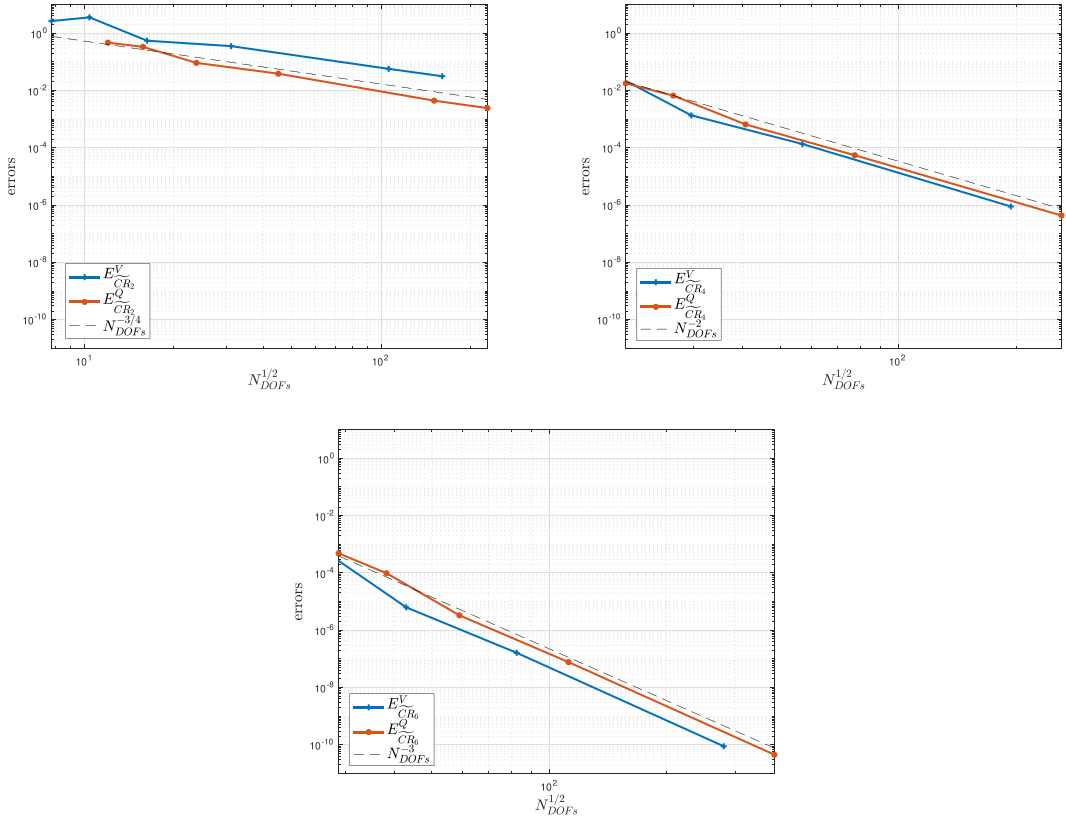 10^0
10^-2
10^-4
10^-6
10^-8
10^-10
errors
E^V_{\widetilde{CR}_2}
E^Q_{\widetilde{CR}_2}
N_{DOFs}^{-3/4}
10^1
10^2
N_{DOFs}^{1/2}
10^0
10^-2
10^-4
10^-6
10^-8
10^-10
errors
E^V_{\widetilde{CR}_4}
E^Q_{\widetilde{CR}_4}
N_{DOFs}^{-2}
10^2
N_{DOFs}^{1/2}
10^0
10^-2
10^-4
10^-6
10^-8
10^-10
errors
E^V_{\widetilde{CR}_6}
E^Q_{\widetilde{CR}_6}
N_{DOFs}^{-3}
10^2
N_{DOFs}^{1/2}